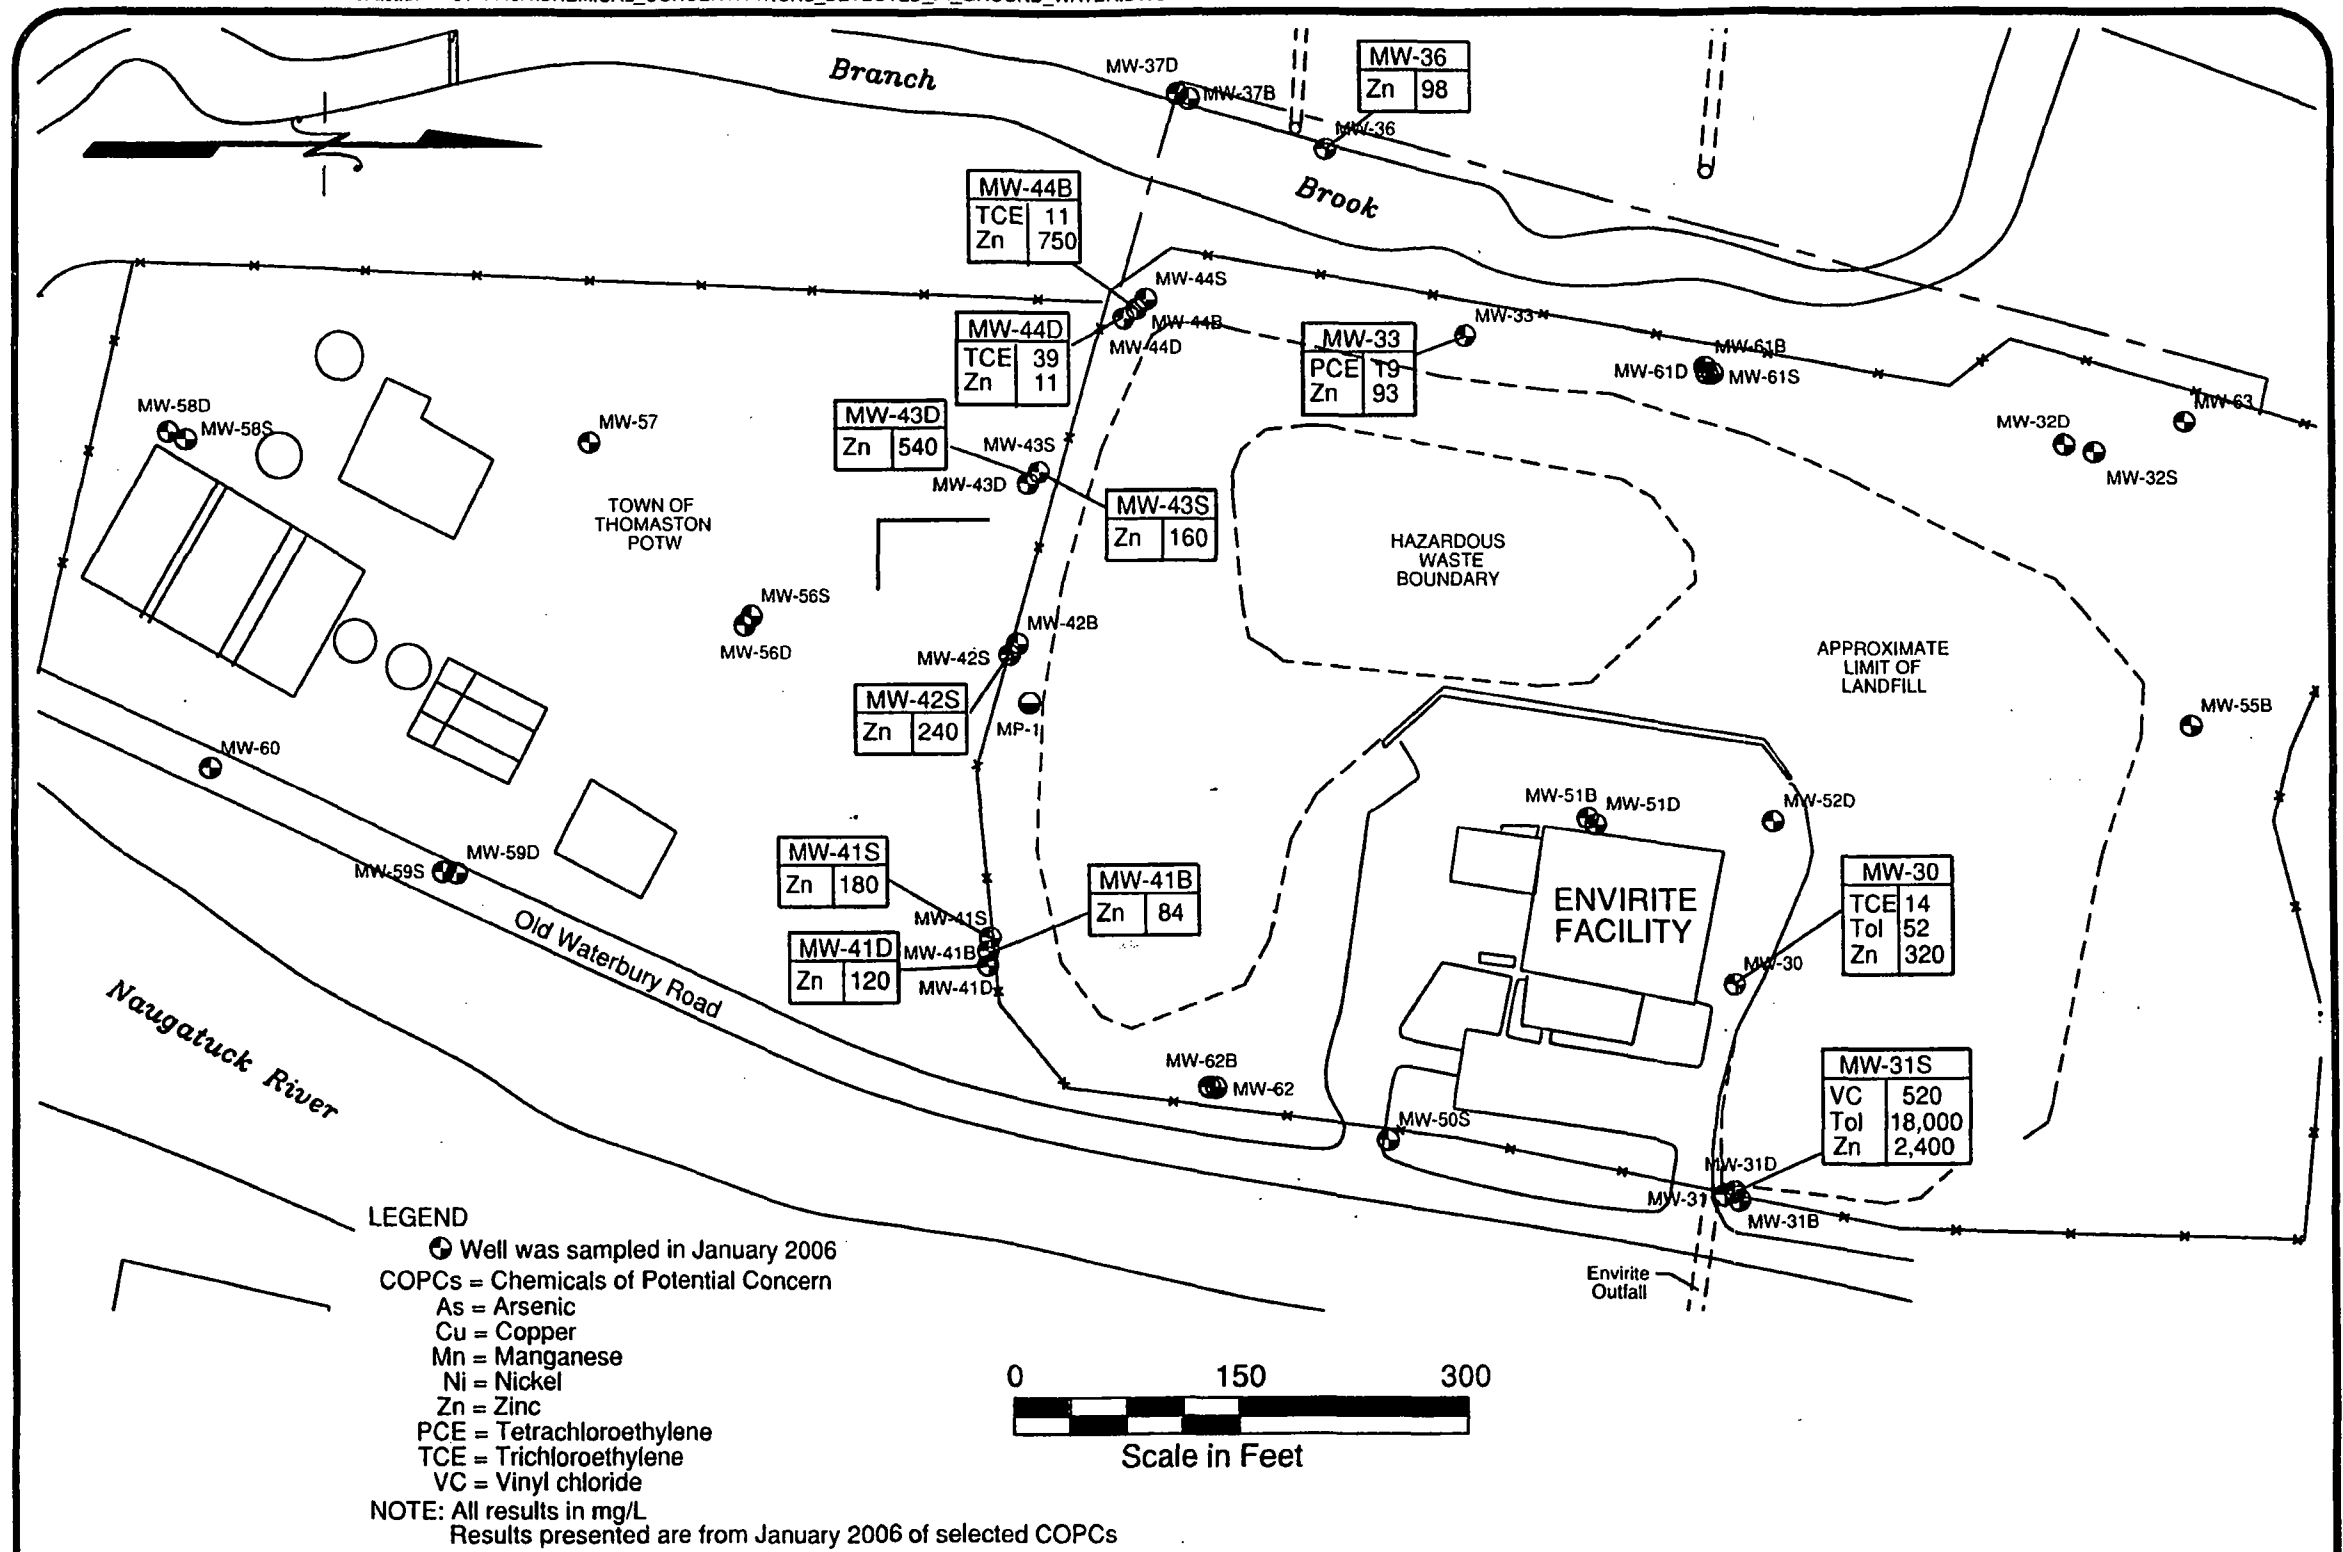 Branch
MW-37D
MW-37B
MW-36
Zn 98
MW-36
Brook
MW-44B
TCE 11
Zn 750
MW-44S
MW-44B
MW-44D
MW-44D
TCE 39
Zn 11
MW-33
MW-33
PCE 19
Zn 93
MW-61B
MW-61D
MW-61S
MW-63
MW-32D
MW-32S
MW-58D
MW-58S
MW-57
MW-43D
Zn 540
MW-43S
MW-43D
MW-43S
Zn 160
TOWN OF
THOMASTON
POTW
HAZARDOUS
WASTE
BOUNDARY
MW-56S
MW-56D
MW-42B
MW-42S
MW-42S
Zn 240
MP-1
APPROXIMATE
LIMIT OF
LANDFILL
MW-55B
MW-60
MW-51B
MW-51D
MW-52D
MW-59D
MW-59S
MW-41S
Zn 180
MW-41B
Zn 84
MW-41S
MW-41B
MW-41D
MW-41D
Zn 120
ENVIRITE
FACILITY
MW-30
TCE 14
Tol 52
Zn 320
MW-30
Old Waterbury Road
Naugatuck River
MW-62B
MW-62
MW-50S
MW-31S
VC 520
Tol 18,000
Zn 2,400
MW-31D
MW-31
MW-31B
Envirite
Outfall
LEGEND
Well was sampled in January 2006
COPCs = Chemicals of Potential Concern
As = Arsenic
Cu = Copper
Mn = Manganese
Ni = Nickel
Zn = Zinc
PCE = Tetrachloroethylene
TCE = Trichloroethylene
VC = Vinyl chloride
NOTE: All results in mg/L
Results presented are from January 2006 of selected COPCs
0 150 300
Scale in Feet